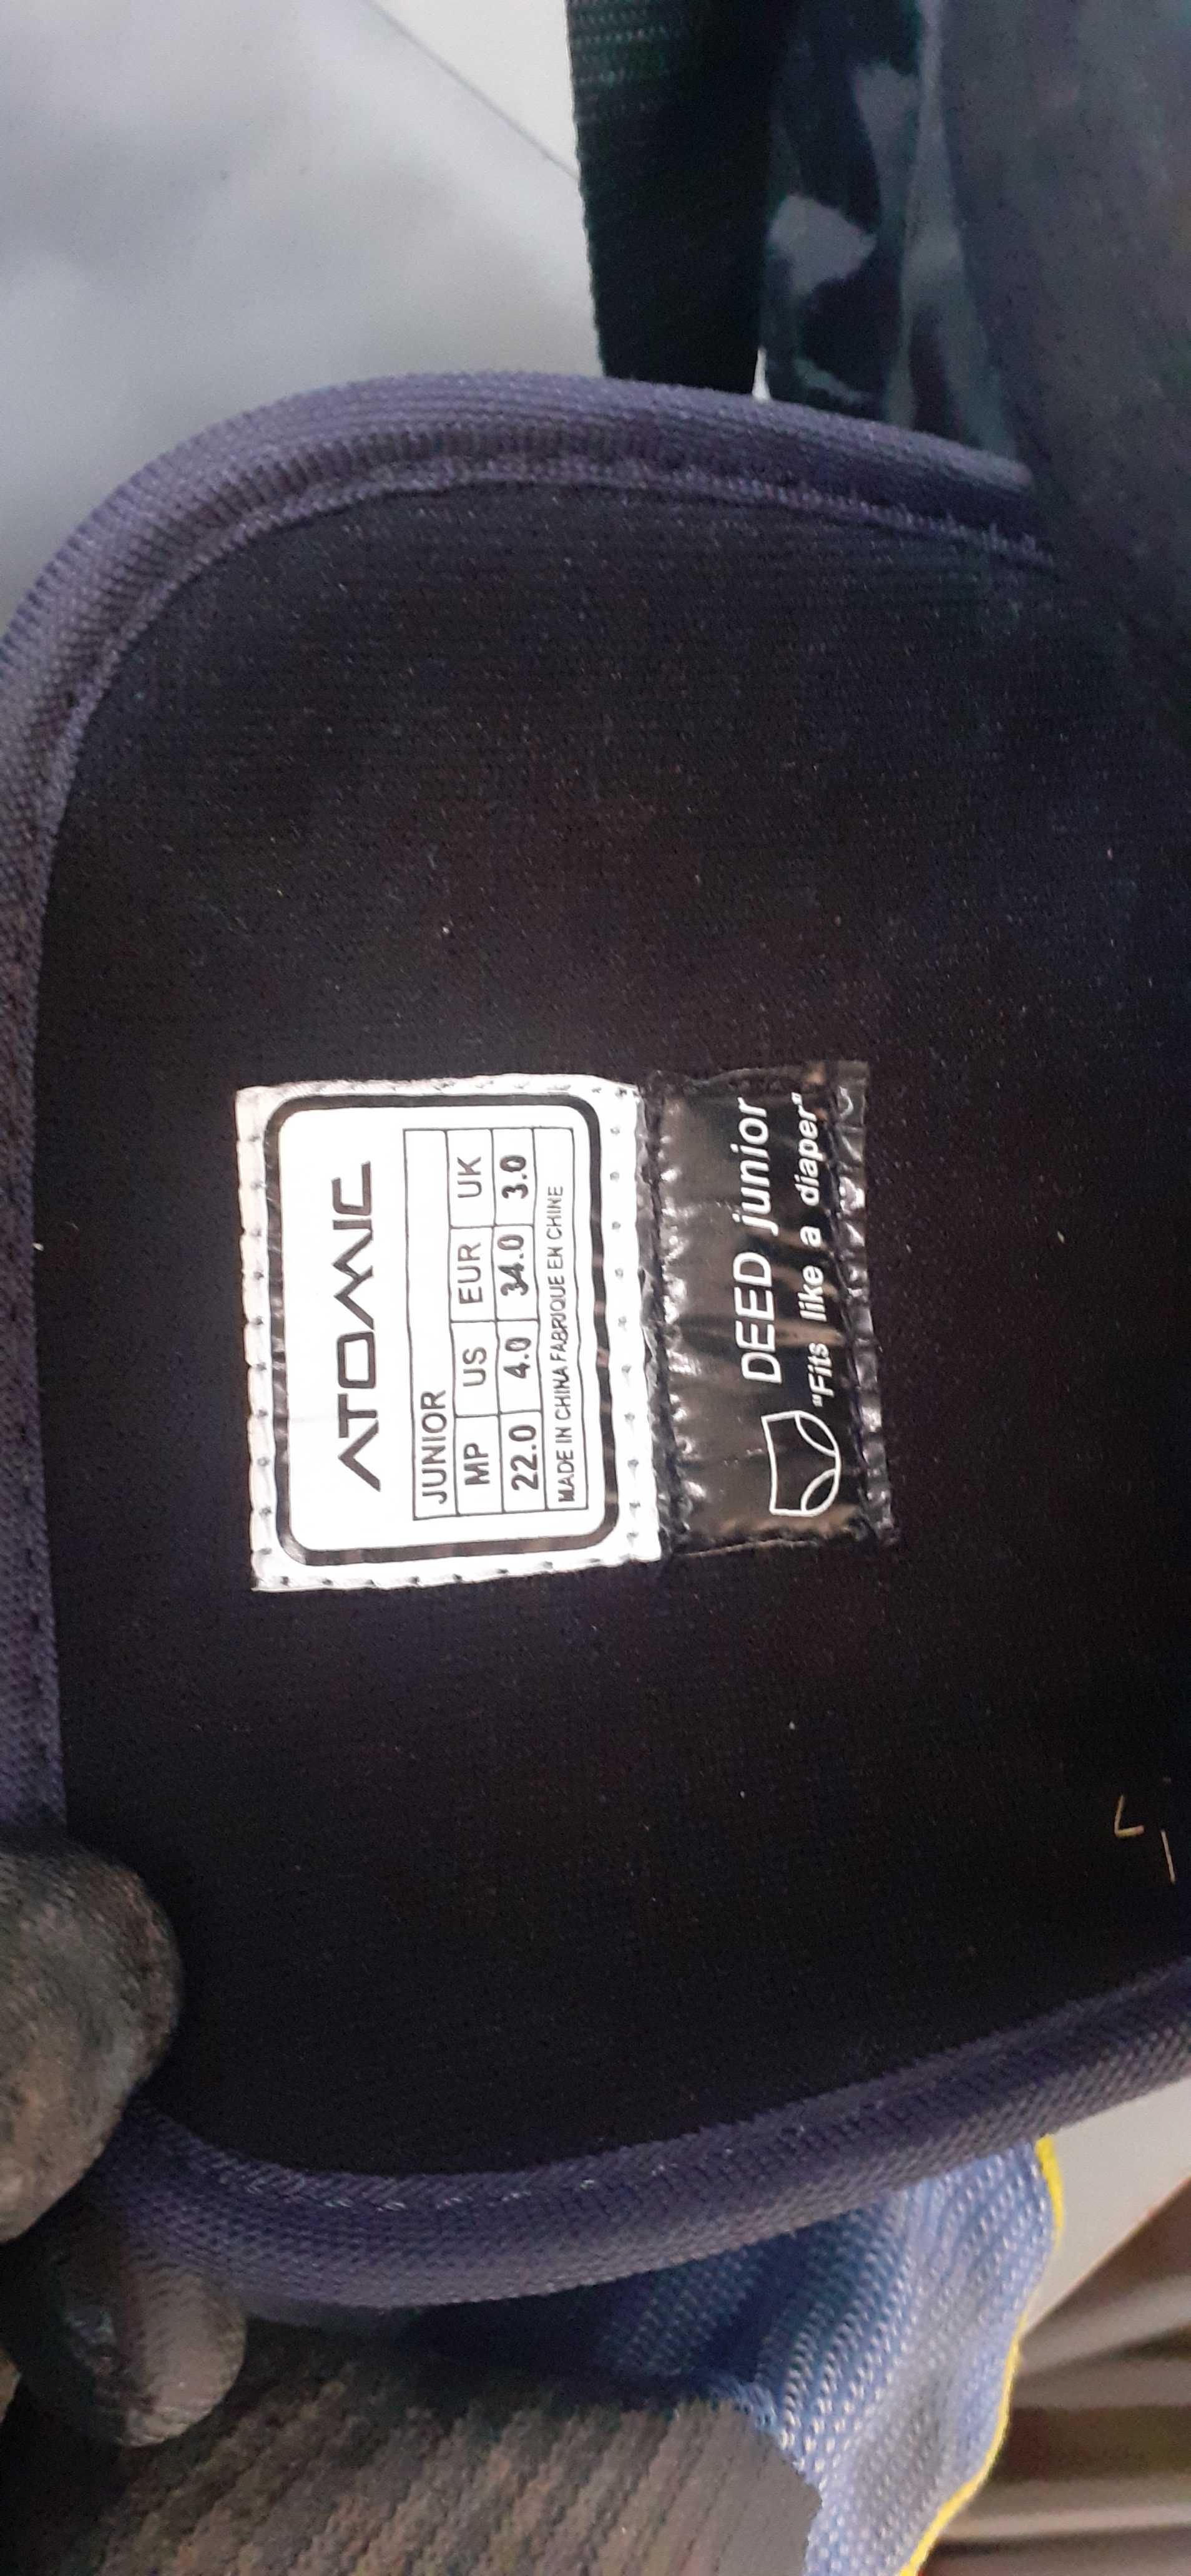 ATOMIC
JUNIOR
MP US EUR UK
22.0 4.0 34.0 3.0
MADE IN CHINA FABRIQUE EN CHINE
DEED junior
"Fits like a diaper"